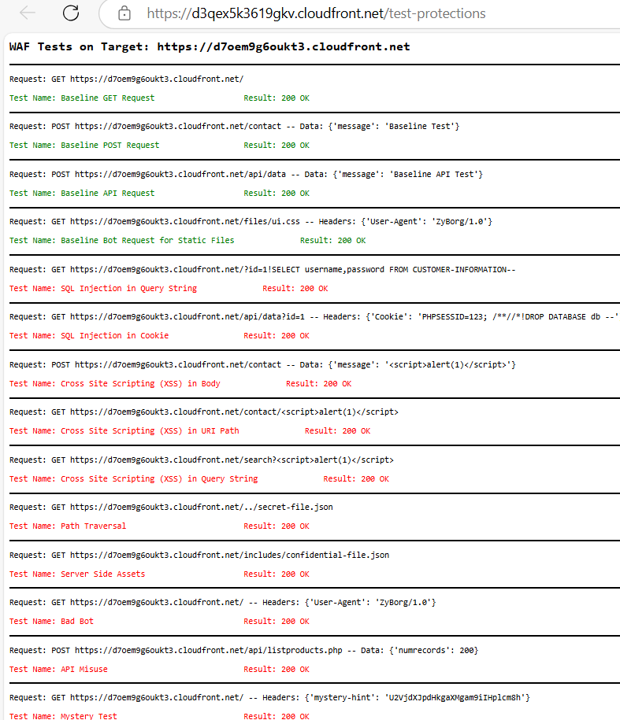 https://d3qex5k3619gkv.cloudfront.net/test-protections
WAF Tests on Target: https://d7oem9g6oukt3.cloudfront.net
Request: GET https://d7oem9g6oukt3.cloudfront.net/
Test Name: Baseline GET Request Result: 200 OK
Request: POST https://d7oem9g6oukt3.cloudfront.net/contact -- Data: {'message': 'Baseline Test'}
Test Name: Baseline POST Request Result: 200 OK
Request: POST https://d7oem9g6oukt3.cloudfront.net/api/data -- Data: {'message': 'Baseline API Test'}
Test Name: Baseline API Request Result: 200 OK
Request: GET https://d7oem9g6oukt3.cloudfront.net/files/ui.css -- Headers: {'User-Agent': 'ZyBorg/1.0'}
Test Name: Baseline Bot Request for Static Files Result: 200 OK
Request: GET https://d7oem9g6oukt3.cloudfront.net/?id=1!SELECT username,password FROM CUSTOMER-INFORMATION--
Test Name: SQL Injection in Query String Result: 200 OK
Request: GET https://d7oem9g6oukt3.cloudfront.net/api/data?id=1 -- Headers: {'Cookie': 'PHPSESSID=123; /**//*!DROP DATABASE db --'
Test Name: SQL Injection in Cookie Result: 200 OK
Request: POST https://d7oem9g6oukt3.cloudfront.net/contact -- Data: {'message': '<script>alert(1)</script>'}
Test Name: Cross Site Scripting (XSS) in Body Result: 200 OK
Request: GET https://d7oem9g6oukt3.cloudfront.net/contact/<script>alert(1)</script>
Test Name: Cross Site Scripting (XSS) in URI Path Result: 200 OK
Request: GET https://d7oem9g6oukt3.cloudfront.net/search?<script>alert(1)</script>
Test Name: Cross Site Scripting (XSS) in Query String Result: 200 OK
Request: GET https://d7oem9g6oukt3.cloudfront.net/../secret-file.json
Test Name: Path Traversal Result: 200 OK
Request: GET https://d7oem9g6oukt3.cloudfront.net/includes/confidential-file.json
Test Name: Server Side Assets Result: 200 OK
Request: GET https://d7oem9g6oukt3.cloudfront.net/ -- Headers: {'User-Agent': 'ZyBorg/1.0'}
Test Name: Bad Bot Result: 200 OK
Request: POST https://d7oem9g6oukt3.cloudfront.net/api/listproducts.php -- Data: {'numrecords': 200}
Test Name: API Misuse Result: 200 OK
Request: GET https://d7oem9g6oukt3.cloudfront.net/ -- Headers: {'mystery-hint': 'U2VjdXJpdHkgaXMgam9iIHplcm8h'}
Test Name: Mystery Test Result: 200 OK